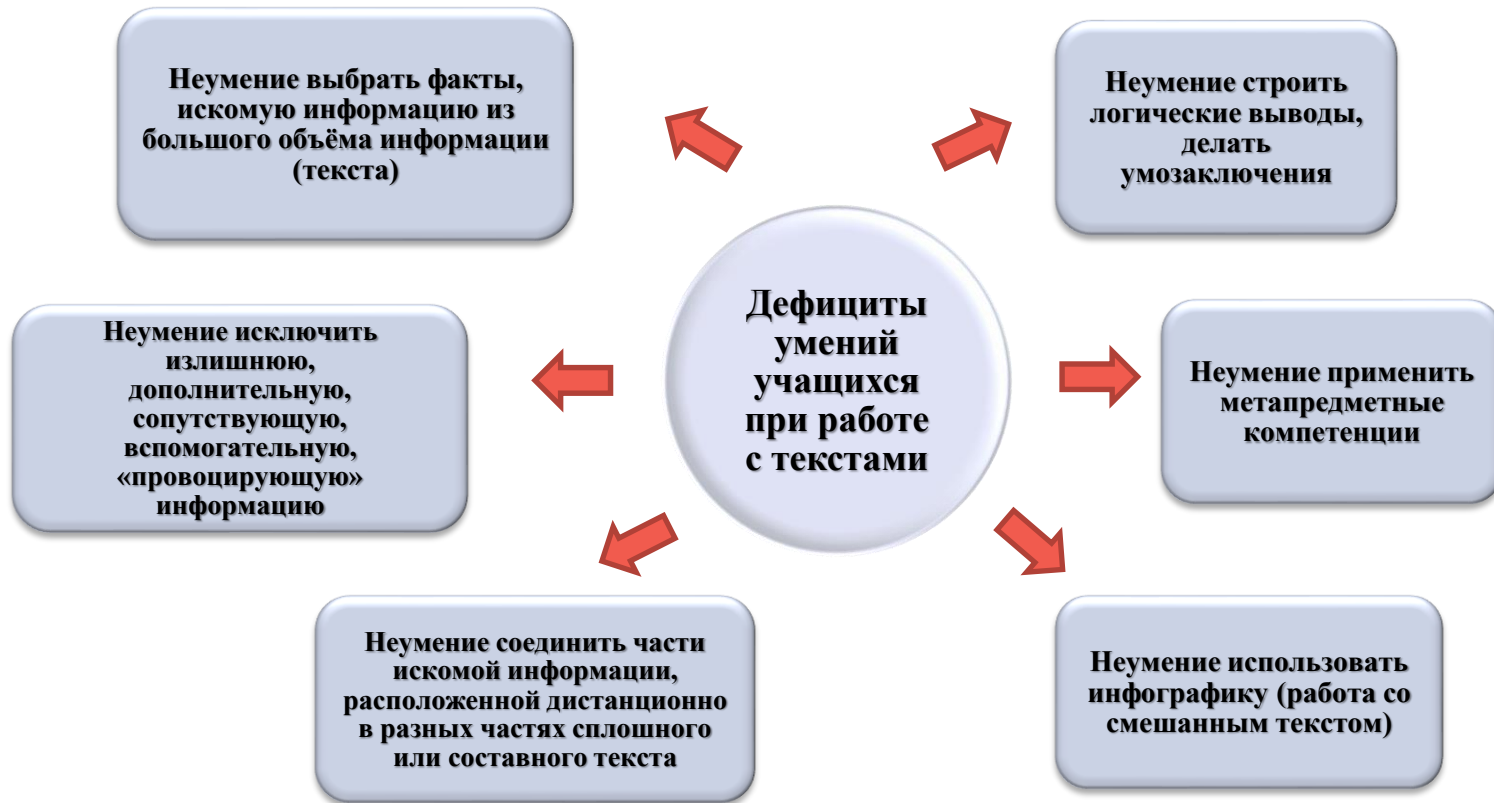 Неумение выбрать факты,
искомую информацию из
большого объёма информации
(текста)
Неумение строить
логические выводы,
делать
умозаключения
Дефициты
умений
учащихся
при работе
с текстами
Неумение исключить
излишнюю,
дополнительную,
сопутствующую,
вспомогательную,
«провоцирующую»
информацию
Неумение применить
метапредметные
компетенции
Неумение соединить части
искомой информации,
расположенной дистанционно
в разных частях сплошного
или составного текста
Неумение использовать
инфографику (работа со
смешанным текстом)